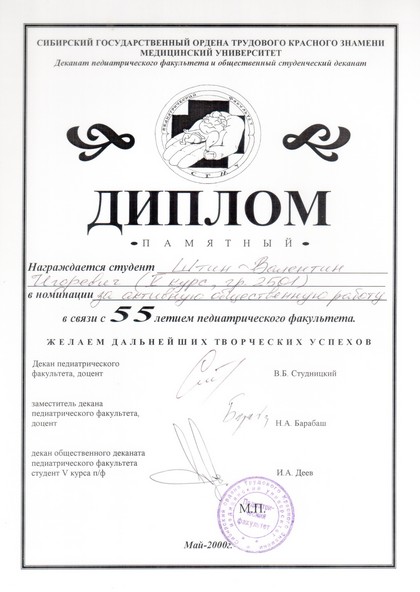 СИБИРСКИЙ ГОСУДАРСТВЕННЫЙ ОРДЕНА ТРУДОВОГО КРАСНОГО ЗНАМЕНИ
МЕДИЦИНСКИЙ УНИВЕРСИТЕТ
Деканат педиатрического факультета и общественный студенческий деканат
ПЕДИАТРИЧЕСКИЙ ФАКУЛЬТЕТ
ДИПЛОМ
• ПАМЯТНЫЙ •
Награждается студент Штин Валентин
Игоревич (V курс, гр. 2501)
в номинации за активную общественную работу
в связи с 55летием педиатрического факультета.
ЖЕЛАЕМ ДАЛЬНЕЙШИХ ТВОРЧЕСКИХ УСПЕХОВ
Декан педиатрического
факультета, доцент В.Б. Студницкий
заместитель декана
педиатрического факультета,
доцент Н.А. Барабаш
декан общественного деканата
педиатрического факультета
студент V курса п/ф И.А. Деев
М.П.
Май-2000г.